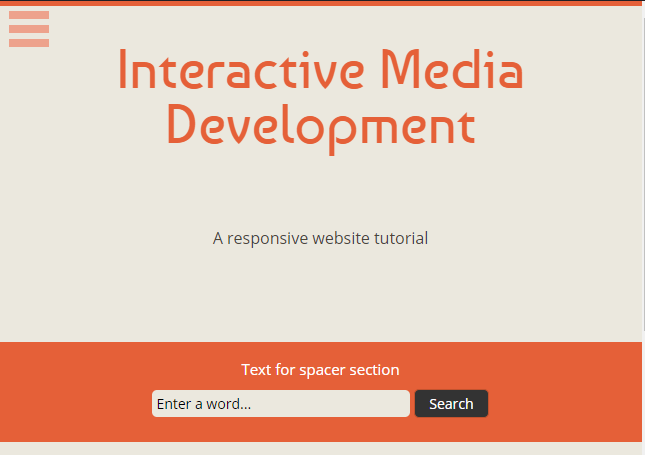 Interactive Media
Development
A responsive website tutorial
Text for spacer section
Enter a word...
Search